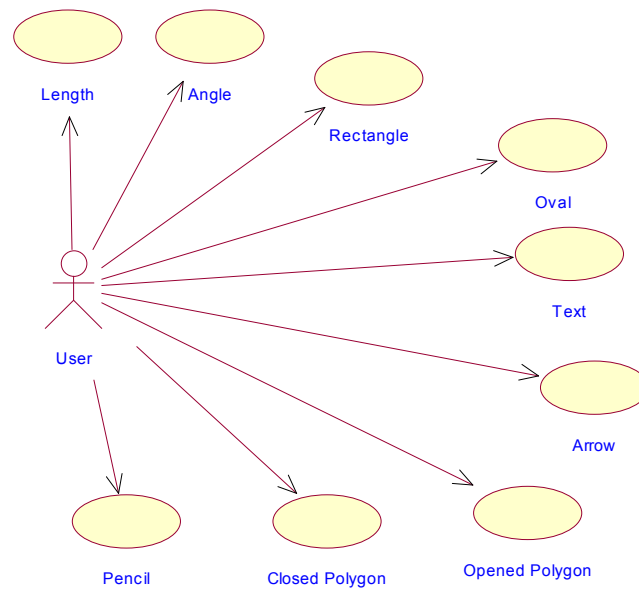 Length
Angle
Rectangle
Oval
Text
User
Arrow
Pencil
Closed Polygon
Opened Polygon